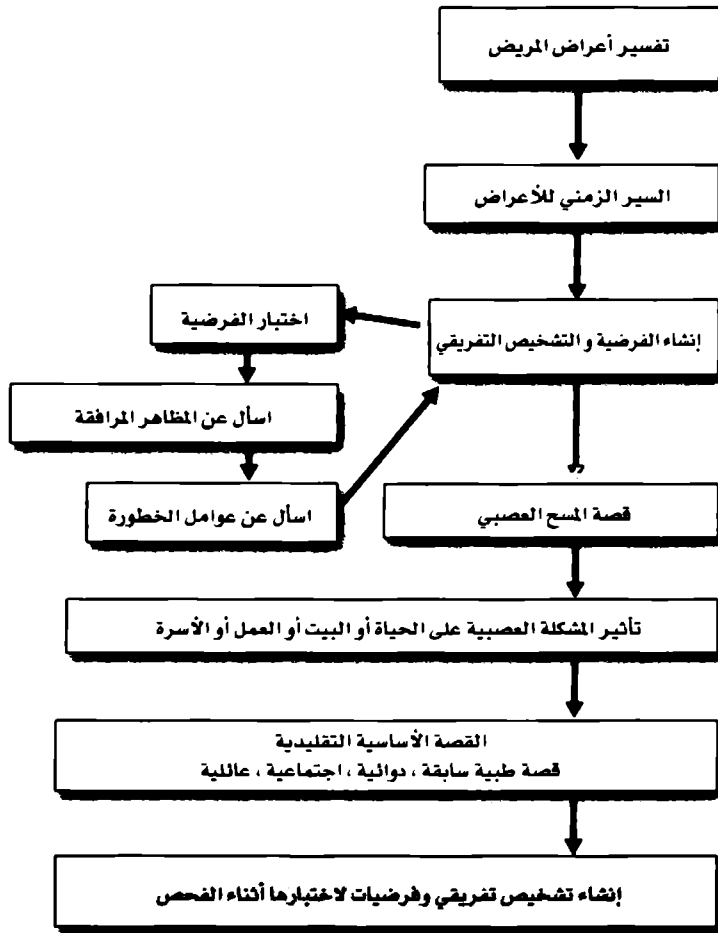 تفسير أعراض المريض
السير الزمني للأعراض
إنشاء الفرضية و التشخيص التفريقي
اختبار الفرضية
اسأل عن المظاهر المرافقة
اسأل عن عوامل الخطورة
قصة المسح العصبي
تأثير المشكلة العصبية على الحياة أو البيت أو العمل أو الأسرة
القصة الأساسية التقليدية
قصة طبية سابقة ، دوائية ، اجتماعية ، عائلية
إنشاء تشخيص تفريقي وفرضيات لاختبارها أثناء الفحص